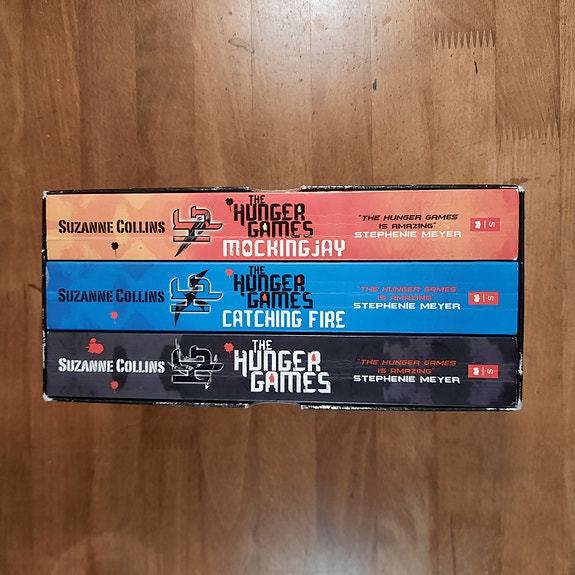 SUZANNE COLLINS
THE
HUNGER
GAMES
MOCKINGJAY
"THE HUNGER GAMES
IS AMAZING"
STEPHENIE MEYER
S
SUZANNE COLLINS
THE
HUNGER
GAMES
CATCHING FIRE
"THE HUNGER GAMES
IS AMAZING"
STEPHENIE MEYER
S
SUZANNE COLLINS
THE
HUNGER
GAMES
"THE HUNGER GAMES
IS AMAZING"
STEPHENIE MEYER
S